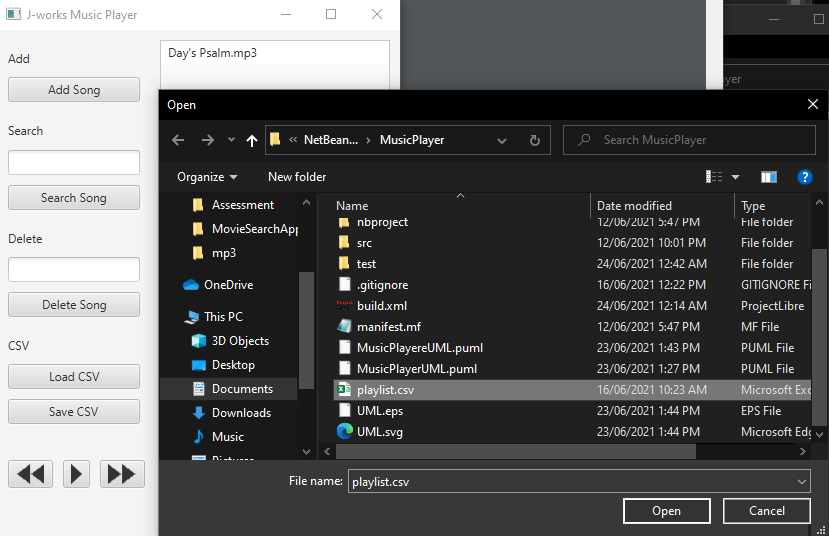 J-works Music Player
Add
Add Song
Search
Search Song
Delete
Delete Song
CSV
Load CSV
Save CSV
Day's Psalm.mp3
ayer
Open
« NetBean... › MusicPlayer
Search MusicPlayer
Organize New folder
Assessment
MovieSearchApp
mp3
OneDrive
This PC
3D Objects
Desktop
Documents
Downloads
Music
Pictures
Name Date modified Type
nbproject 12/06/2021 5:47 PM File folder
src 12/06/2021 10:01 PM File folder
test 24/06/2021 12:42 AM File folder
.gitignore 16/06/2021 12:22 PM GITIGNORE Fi
build.xml 24/06/2021 12:14 AM ProjectLibre
manifest.mf 12/06/2021 5:47 PM MF File
MusicPlayereUML.puml 23/06/2021 1:43 PM PUML File
MusicPlayerUML.puml 23/06/2021 1:27 PM PUML File
playlist.csv 16/06/2021 10:23 AM Microsoft Exc
UML.eps 23/06/2021 1:44 PM EPS File
UML.svg 23/06/2021 1:44 PM Microsoft Edg
File name: playlist.csv
Open Cancel